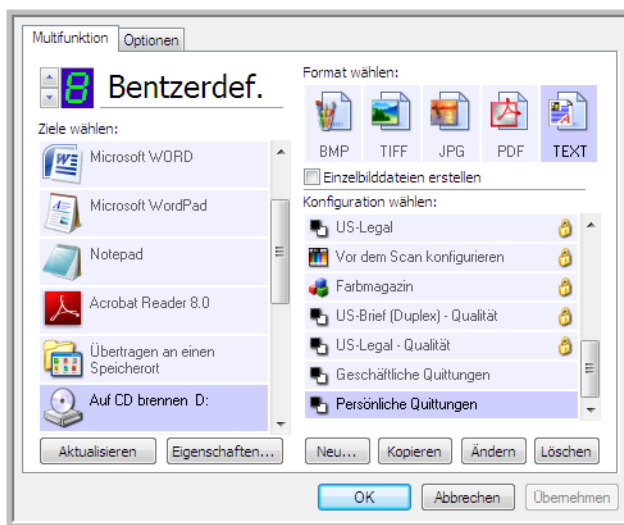 Multifunktion
Optionen
8
Bentzerdef.
Ziele wählen:
Microsoft WORD
Microsoft WordPad
Notepad
Acrobat Reader 8.0
Übertragen an einen
Speicherort
Auf CD brennen D:
Aktualisieren
Eigenschaften...
Format wählen:
BMP
TIFF
JPG
PDF
TEXT
Einzelbilddateien erstellen
Konfiguration wählen:
US-Legal
Vor dem Scan konfigurieren
Farbmagazin
US-Brief (Duplex) - Qualität
US-Legal - Qualität
Geschäftliche Quittungen
Persönliche Quittungen
Neu...
Kopieren
Ändern
Löschen
OK
Abbrechen
Übernehmen